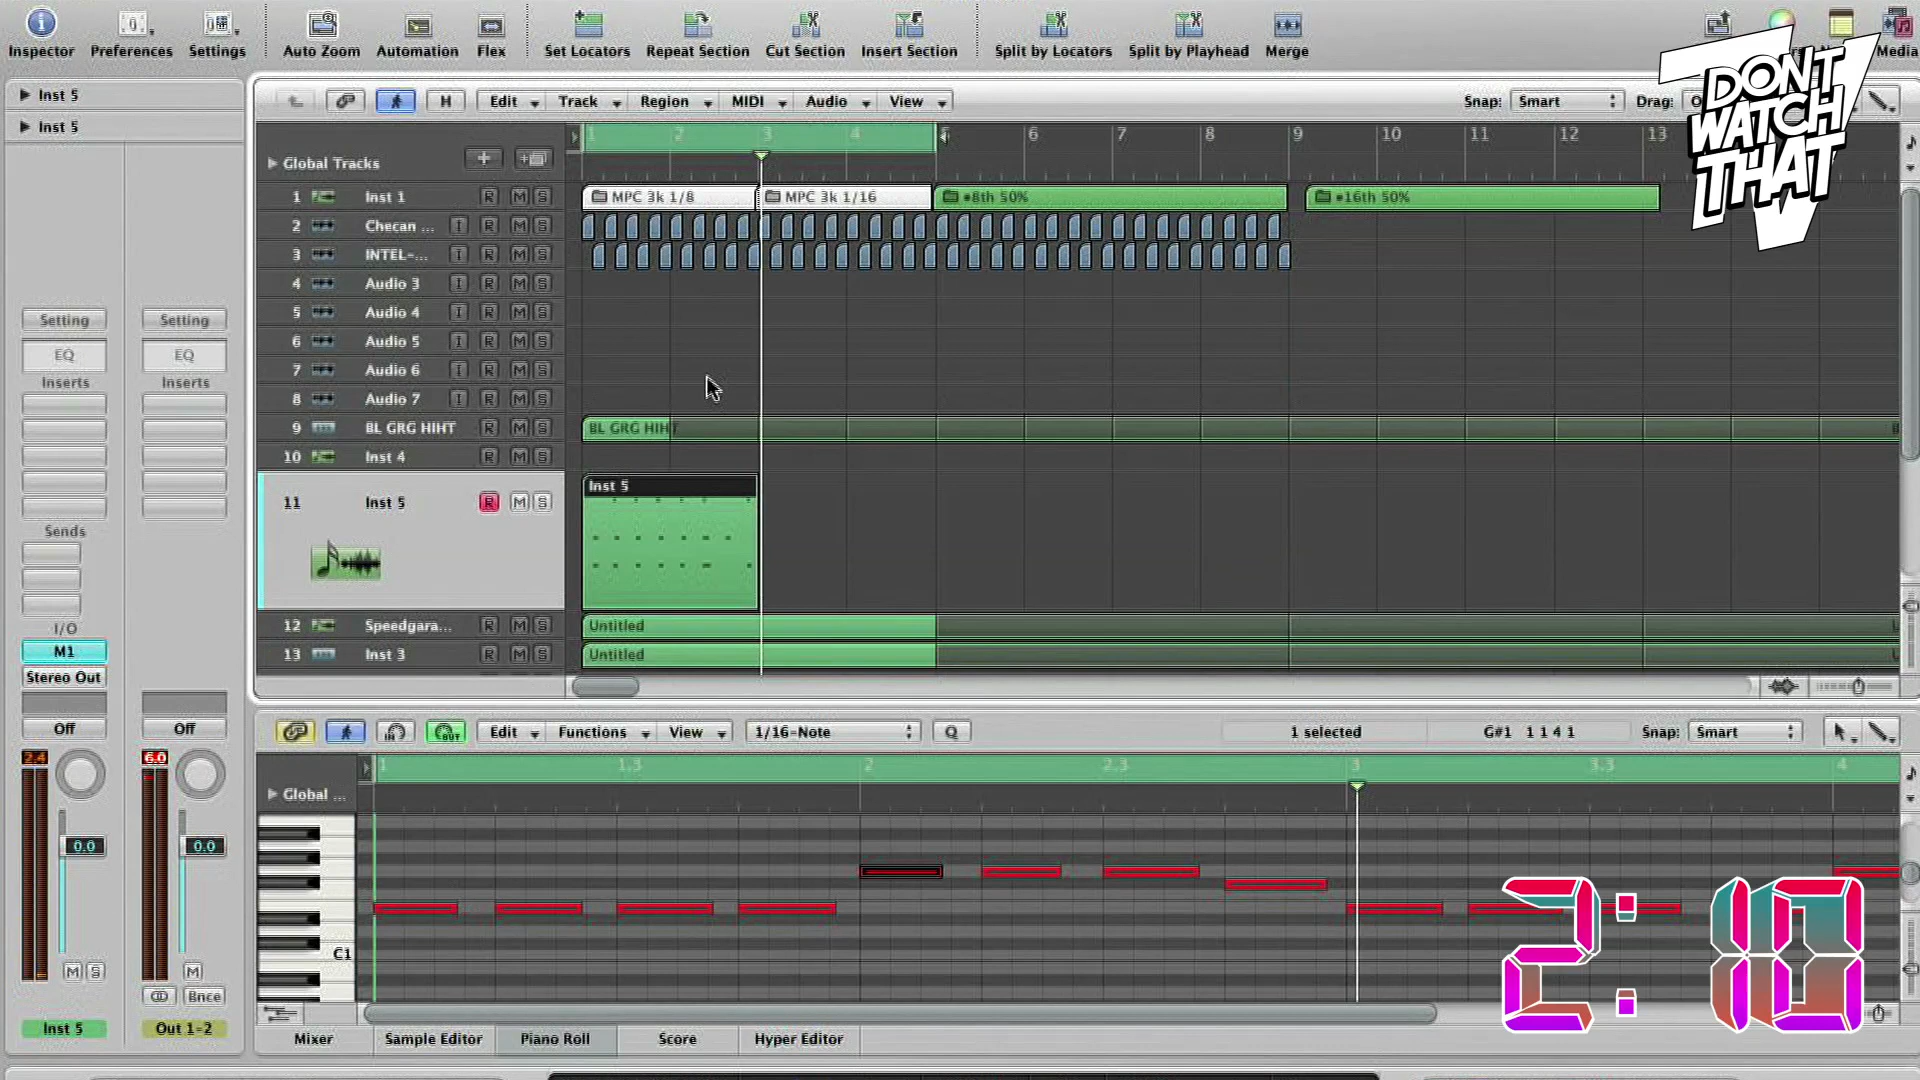 Inspector Preferences Settings Auto Zoom Automation Flex Set Locators Repeat Section Cut Section Insert Section Split by Locators Split by Playhead Merge Media
DONT
WATCH
THAT
Inst 5
Inst 5
H Edit Track Region MIDI Audio View Snap: Smart Drag:
1 2 3 4 5 6 7 8 9 10 11 12 13
Global Tracks
1 Inst 1 R M S MPC 3k 1/8 MPC 3k 1/16 *8th 50% *16th 50%
2 Checan ... I R M S
3 INTEL-... I R M S
4 Audio 3 I R M S
5 Audio 4 I R M S
6 Audio 5 I R M S
7 Audio 6 I R M S
8 Audio 7 I R M S
9 BL GRG HIHT R M S BL GRG HIHT
10 Inst 4 R M S
11 Inst 5 R M S Inst 5
12 Speedgara... R M S Untitled
13 Inst 3 R M S Untitled
Setting Setting
EQ EQ
Inserts Inserts
Sends
I/O
M1
Stereo Out
Off Off
2.4 6.0
0.0 0.0
M S M
Bnce
Inst 5 Out 1-2
IN OUT Edit Functions View 1/16-Note Q 1 selected G#1 1 1 4 1 Snap: Smart
1 1.3 2 2.3 3 3.3 4
Global ...
C1
2:10
Mixer Sample Editor Piano Roll Score Hyper Editor